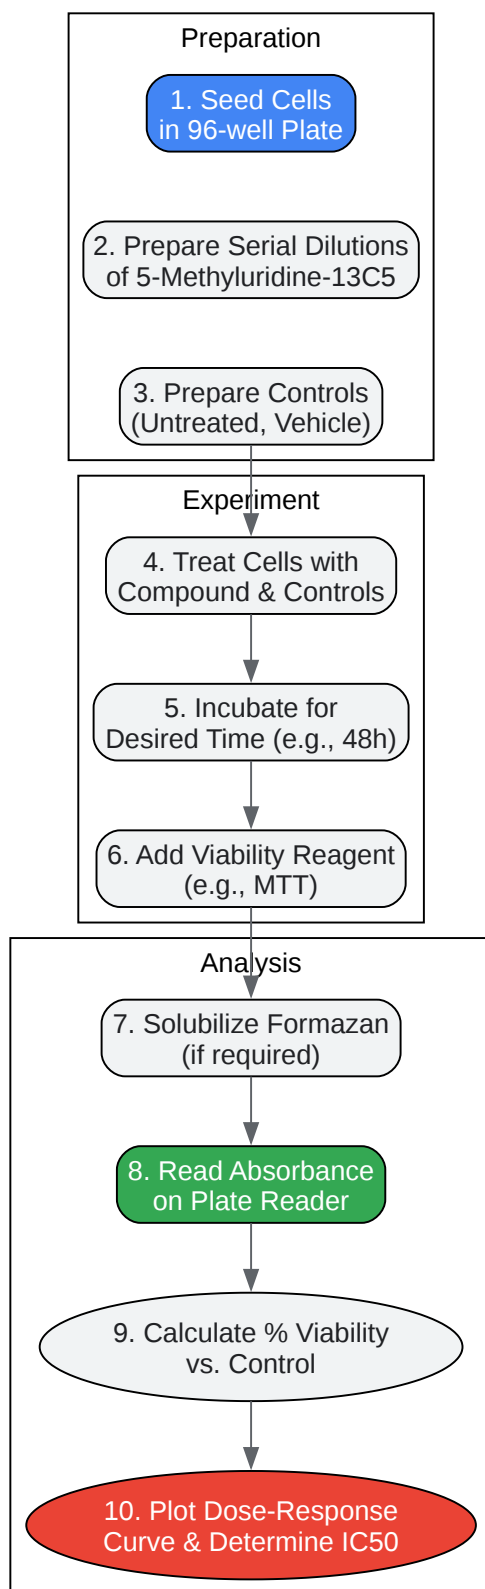 Preparation
1. Seed Cells
in 96-well Plate
2. Prepare Serial Dilutions
of 5-Methyluridine-13C5
3. Prepare Controls
(Untreated, Vehicle)
Experiment
4. Treat Cells with
Compound & Controls
5. Incubate for
Desired Time (e.g., 48h)
6. Add Viability Reagent
(e.g., MTT)
Analysis
7. Solubilize Formazan
(if required)
8. Read Absorbance
on Plate Reader
9. Calculate % Viability
vs. Control
10. Plot Dose-Response
Curve & Determine IC50